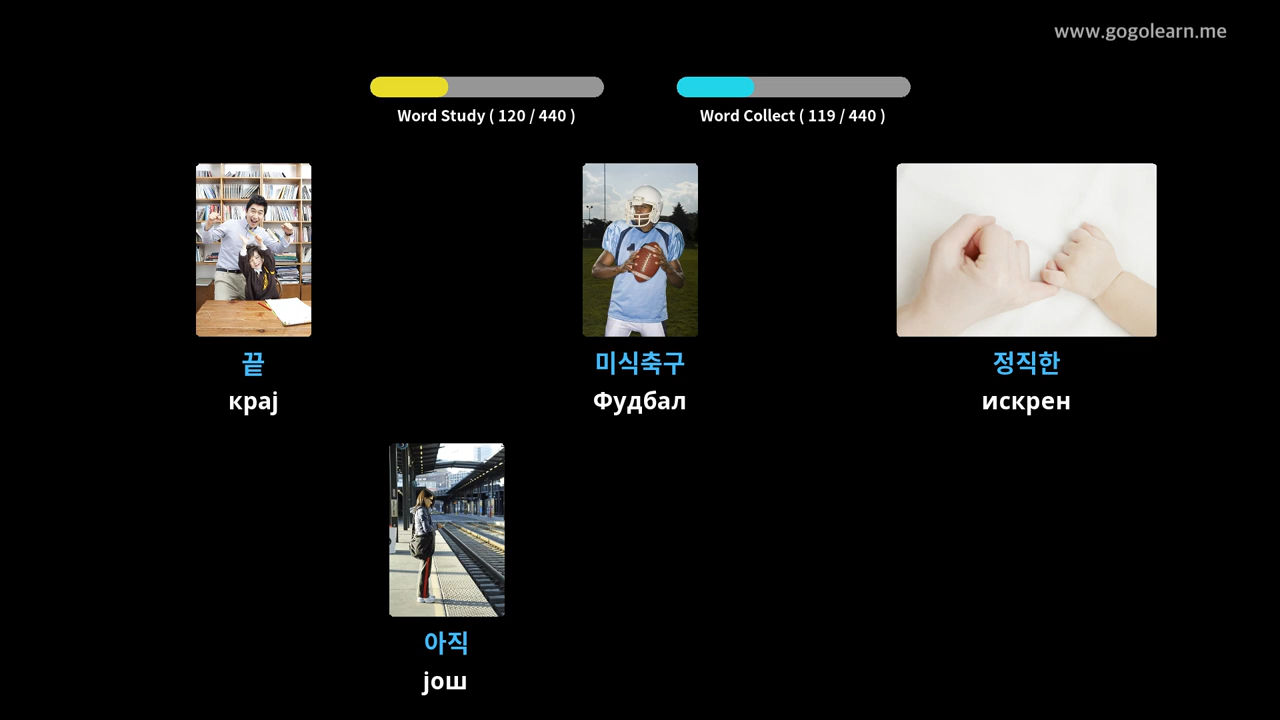 www.gogolearn.me
Word Study ( 120 / 440 )
Word Collect ( 119 / 440 )
끝
крај
미식축구
Фудбал
정직한
искрен
아직
још